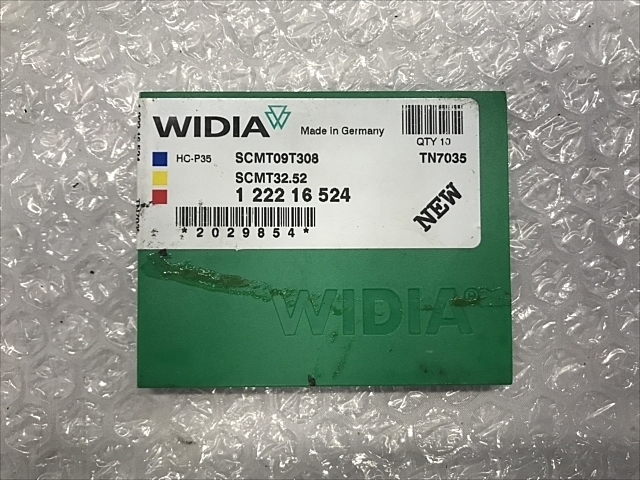 WIDIA
Made in Germany
QTY 10
HC-P35 SCMT09T308 TN7035
SCMT32.52
1 222 16 524
NEW
*2029854*
WIDIA